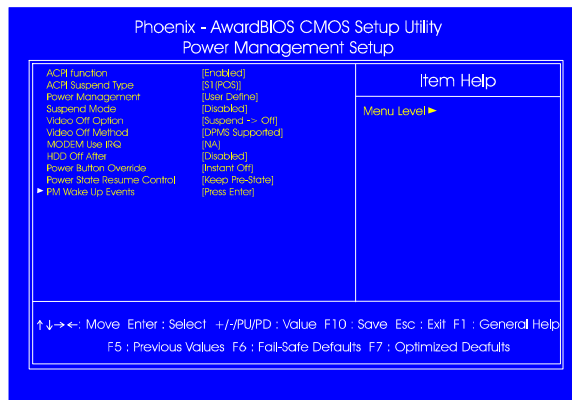 Phoenix - AwardBIOS CMOS Setup Utility
Power Management Setup
ACPI function [Enabled]
ACPI Suspend Type [S1(POS)]
Power Management [User Define]
Suspend Mode [Disabled]
Video Off Option [Suspend -> Off]
Video Off Method [DPMS Supported]
MODEM Use IRQ [NA]
HDD Off After [Disabled]
Power Button Override [Instant Off]
Power State Resume Control [Keep Pre-State]
► PM Wake Up Events [Press Enter]
Item Help
Menu Level ►
↑↓→←: Move Enter : Select +/-/PU/PD : Value F10 : Save Esc : Exit F1 : General Help
F5 : Previous Values F6 : Fail-Safe Defaults F7 : Optimized Deafults